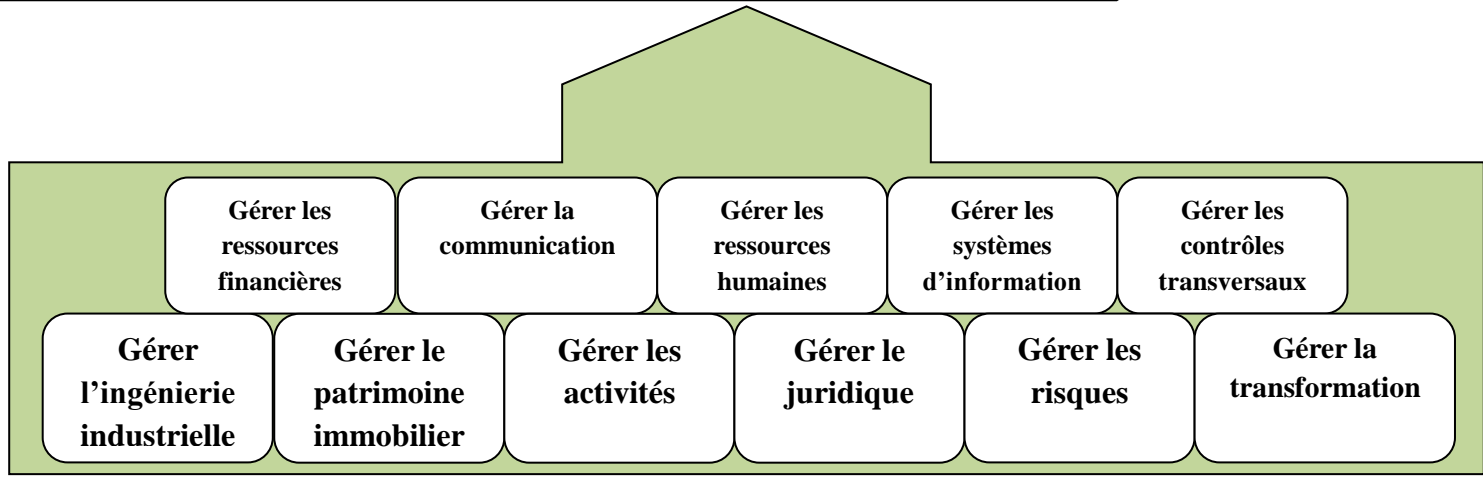 Gérer les
ressources
financières
Gérer la
communication
Gérer les
ressources
humaines
Gérer les
systèmes
d’information
Gérer les
contrôles
transversaux
Gérer
l’ingénierie
industrielle
Gérer le
patrimoine
immobilier
Gérer les
activités
Gérer le
juridique
Gérer les
risques
Gérer la
transformation